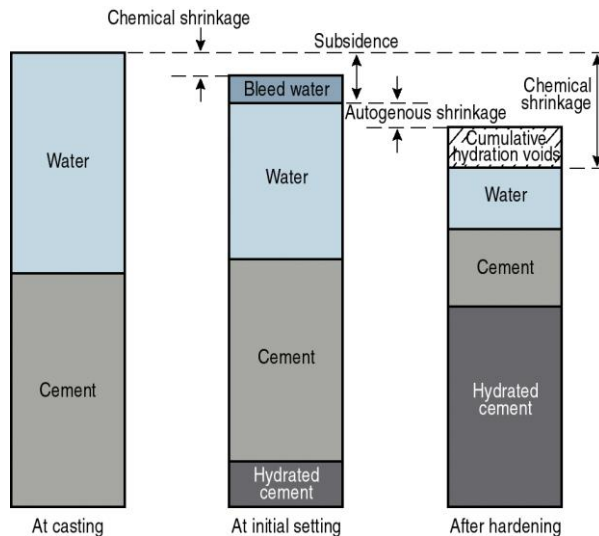 Chemical shrinkage
Subsidence
Bleed water
Autogenous shrinkage
Chemical
shrinkage
Cumulative
hydration voids
Water
Water
Water
Cement
Cement
Cement
Hydrated
cement
Hydrated
cement
At casting
At initial setting
After hardening